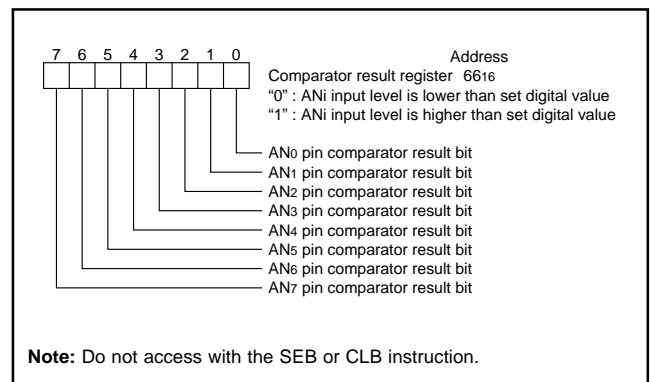 7 6 5 4 3 2 1 0
Address
Comparator result register 6616
“0” : ANi input level is lower than set digital value
“1” : ANi input level is higher than set digital value
AN0 pin comparator result bit
AN1 pin comparator result bit
AN2 pin comparator result bit
AN3 pin comparator result bit
AN4 pin comparator result bit
AN5 pin comparator result bit
AN6 pin comparator result bit
AN7 pin comparator result bit
Note: Do not access with the SEB or CLB instruction.